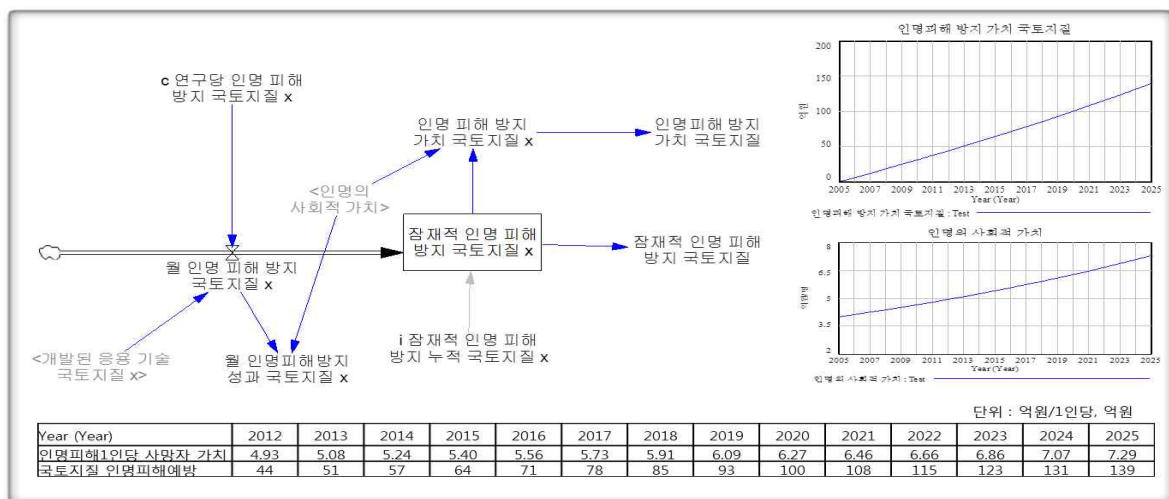 c 연구당 인명 피해
방지 국토지질 x
인명 피해 방지
가치 국토지질 x
인명피해 방지
가치 국토지질
<인명의
사회적 가치>
잠재적 인명 피해
방지 국토지질 x
잠재적 인명 피해
방지 국토지질
월 인명 피해 방지
국토지질 x
<개발된 응용 기술
국토지질 x>
월 인명피해방지
성과 국토지질 x
i 잠재적 인명 피해
방지 누적 국토지질 x
인명피해 방지 가치 국토지질
200
150
100
50
0
억원
2005 2007 2009 2011 2013 2015 2017 2019 2021 2023 2025
Year (Year)
인명피해 방지 가치 국토지질 : Test
인명의 사회적 가치
8
6.5
5
3.5
2
억원/명
2005 2007 2009 2011 2013 2015 2017 2019 2021 2023 2025
Year (Year)
인명의 사회적 가치 : Test
단위 : 억원/1인당, 억원
Year (Year) 2012 2013 2014 2015 2016 2017 2018 2019 2020 2021 2022 2023 2024 2025
인명피해1인당 사망자 가치 4.93 5.08 5.24 5.40 5.56 5.73 5.91 6.09 6.27 6.46 6.66 6.86 7.07 7.29
국토지질 인명피해예방 44 51 57 64 71 78 85 93 100 108 115 123 131 139